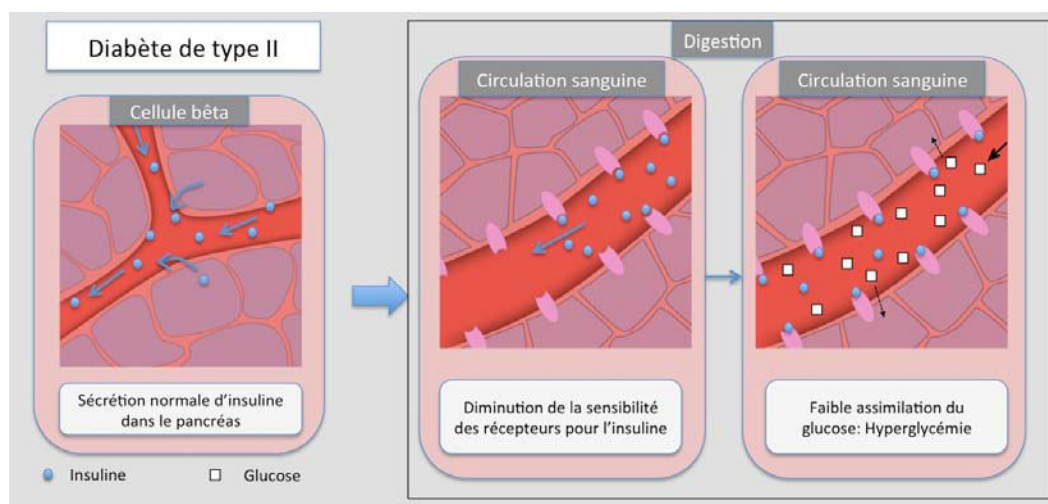 Diabète de type II
Digestion
Cellule bêta
Circulation sanguine
Circulation sanguine
Sécrétion normale d'insuline
dans le pancréas
Diminution de la sensibilité
des récepteurs pour l'insuline
Faible assimilation du
glucose: Hyperglycémie
Insuline
Glucose